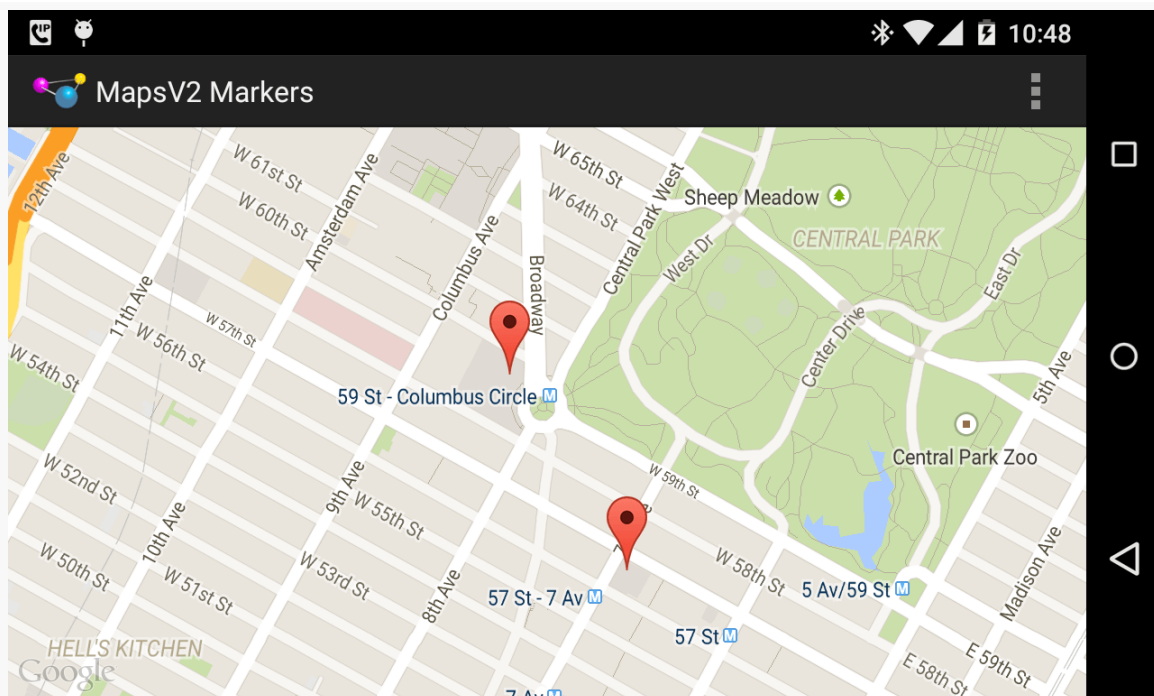 10:48
MapsV2 Markers
12th Ave
W 61st St
W 60th St
Amsterdam Ave
Columbus Ave
Broadway
W 65th St
W 64th St
Central Park West
Sheep Meadow
CENTRAL PARK
West Dr
East Dr
11th Ave
W 57th St
W 56th St
W 54th St
Center Drive
5th Ave
59 St - Columbus Circle M
Central Park Zoo
W 52nd St
9th Ave
W 55th St
W 59th St
10th Ave
W 50th St
W 51st St
W 53rd St
8th Ave
W 58th St
Madison Ave
57 St - 7 Av M
5 Av/59 St M
57 St M
HELL'S KITCHEN
Google
E 58th St
E 59th St
7 Av M